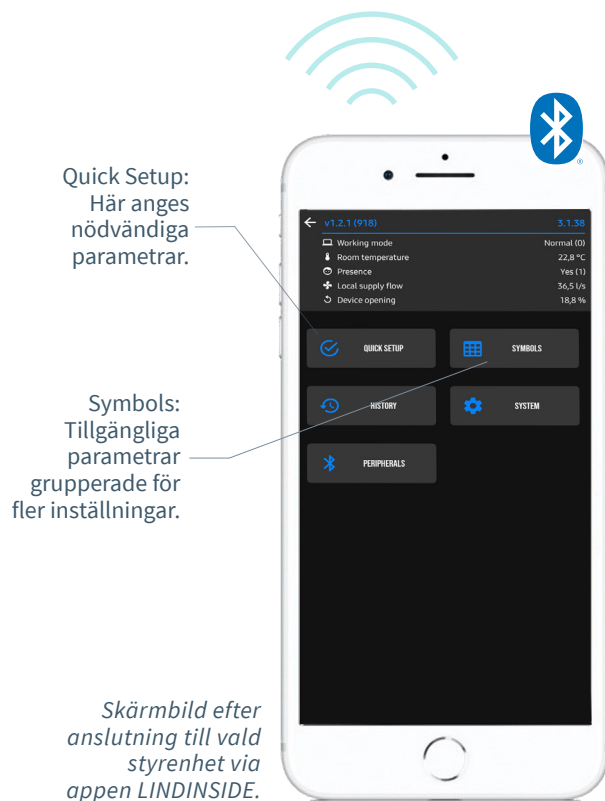 Quick Setup:
Här anges
nödvändiga
parametrar.
v1.2.1 (918) 3.1.38
Working mode Normal (0)
Room temperature 22,8 °C
Presence Yes (1)
Local supply flow 36,5 l/s
Device opening 18,8 %
QUICK SETUP SYMBOLS
HISTORY SYSTEM
PERIPHERALS
Symbols:
Tillgängliga
parametrar
grupperade för
fler inställningar.
Skärmbild efter
anslutning till vald
styrenhet via
appen LINDINSIDE.